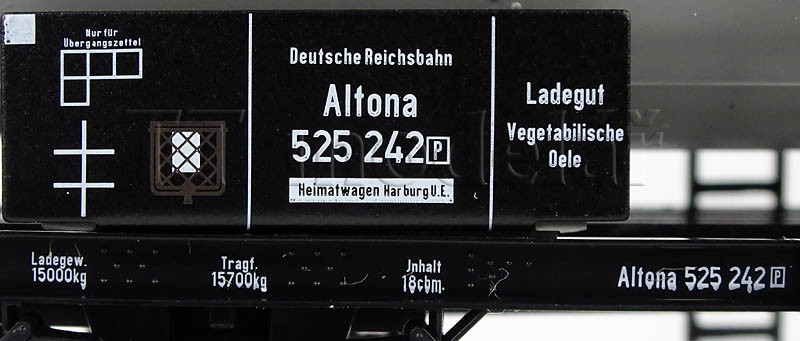 Nur für
Übergangszettel
Deutsche Reichsbahn
Altona
525 242 P
Heimatwagen Harburg U.E.
Ladegut
Vegetabilische
Oele
Ladegew.
15000kg
Tragf.
15700kg
Jnhalt
18cbm.
Altona 525 242 P